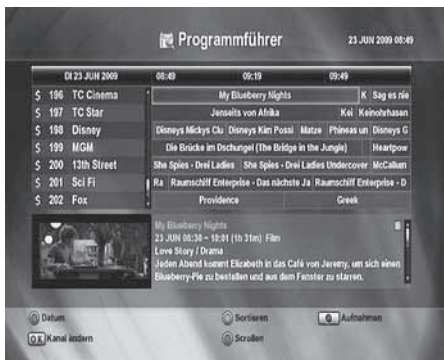 Programmführer
23 JUN 2009 08:49
DI 23 JUN 2009 08:49 09:19 09:49
$ 196 TC Cinema My Blueberry Nights K Sag es nie
$ 197 TC Star Jenseits von Afrika Kei Keinohrhasen
$ 198 Disney Disneys Mickys Clu Disneys Kim Possi Matze Phineas un Disneys G
$ 199 MGM Die Brücke im Dschungel (The Bridge in the Jungle) Heartpow
$ 200 13th Street She Spies - Drei Ladies She Spies - Drei Ladies Undercover McCallum
$ 201 Sci Fi Ra Raumschiff Enterprise - Das nächste Ja Raumschiff Enterprise - D
$ 202 Fox Providence Greek
My Blueberry Nights
23 JUN 08:30 ~ 10:01 (1h 31m) Film
Love Story / Drama
Jeden Abend kommt Elizabeth in das Café von Jeremy, um sich einen
Blueberry-Pie zu bestellen und aus dem Fenster zu starren.
Datum Sortieren Aufnahmen
OK Kanal ändern Scrollen